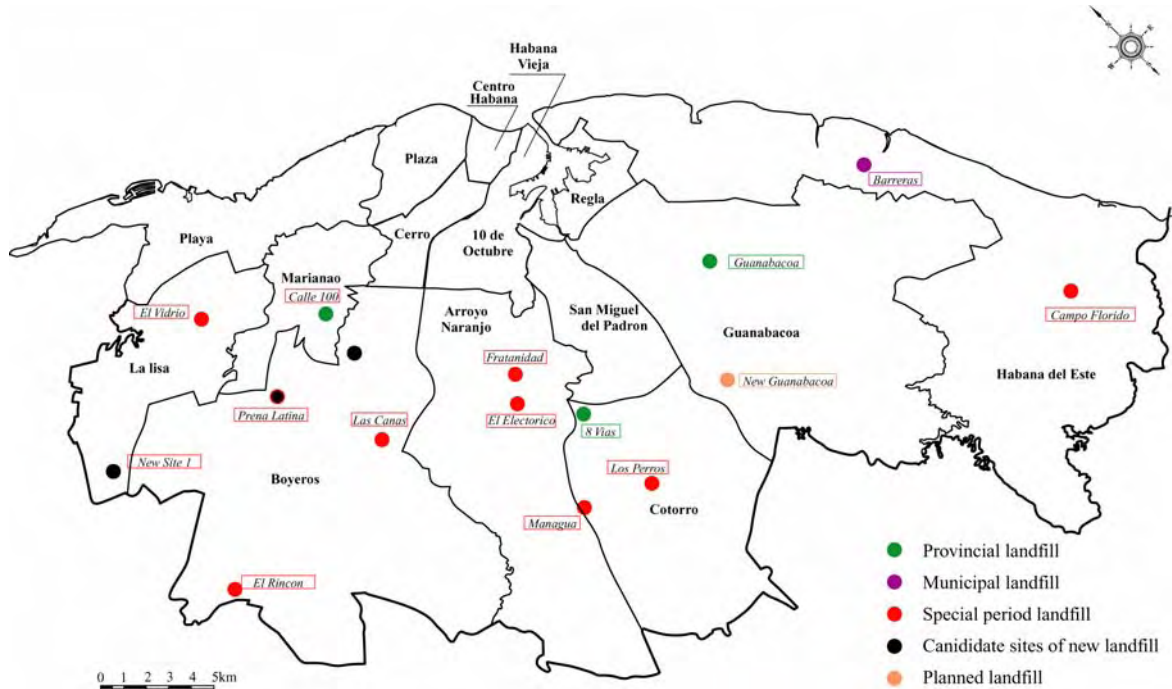 Habana
Vieja
Centro
Habana
Plaza
Regla
Barreras
Playa
Cerro
10 de
Octubre
Guanabacoa
Marianao
Calle 100
El Vidrio
Arroyo
Naranjo
San Miguel
del Padron
Guanabacoa
Campo Florido
La lisa
Fratanidad
New Guanabacoa
Habana del Este
Prena Latina
Las Canas
El Electorico
8 Vias
New Site 1
Boyeros
Los Perros
Managua
Cotorro
El Rincon
Provincial landfill
Municipal landfill
Special period landfill
Canididate sites of new landfill
Planned landfill
0 1 2 3 4 5km